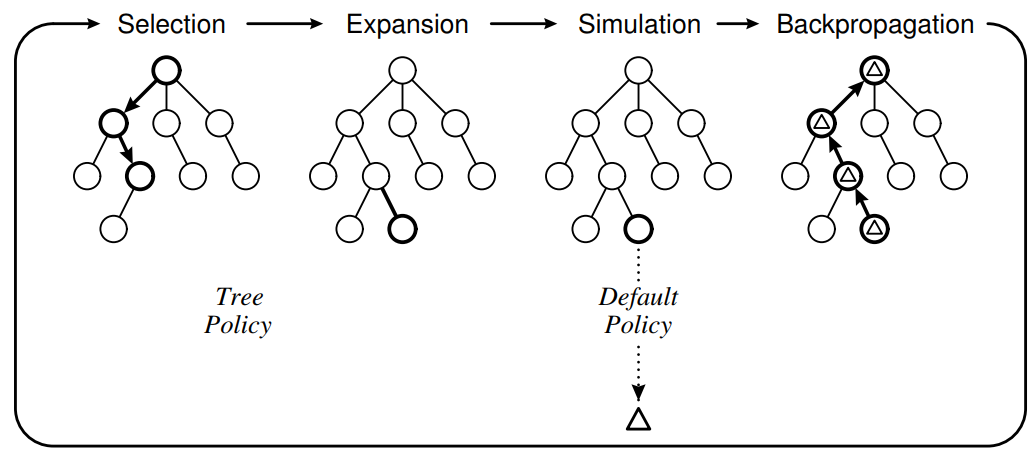 Selection Expansion Simulation Backpropagation
Tree
Policy
Default
Policy